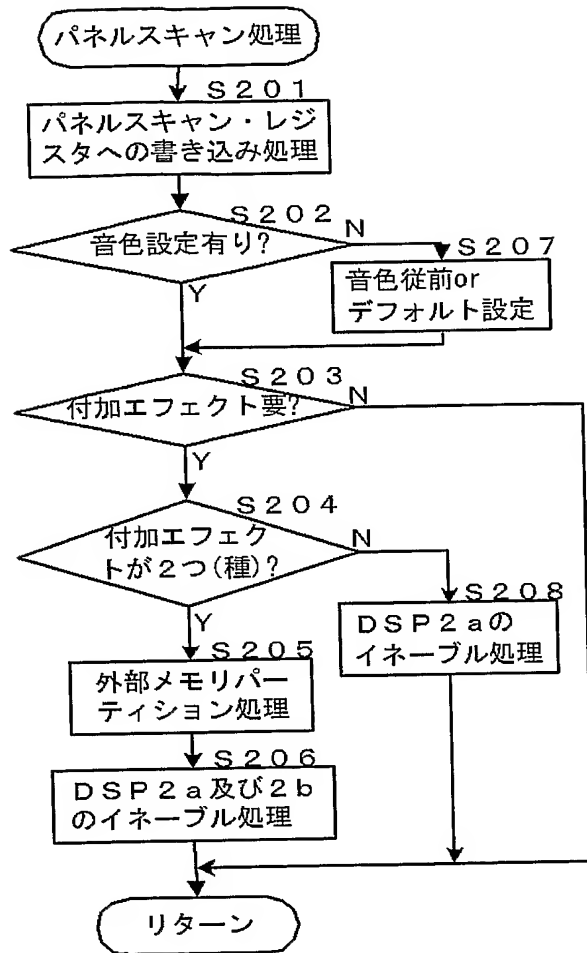 パネルスキャン処理
S201
パネルスキャン・レジ
スタへの書き込み処理
S202
音色設定有り?
N
Y
S207
音色従前or
デフォルト設定
S203
付加エフェクト要?
N
Y
S204
付加エフェク
トが2つ(種)?
N
Y
S208
DSP2aの
イネーブル処理
S205
外部メモリパー
ティション処理
S206
DSP2a及び2b
のイネーブル処理
リターン